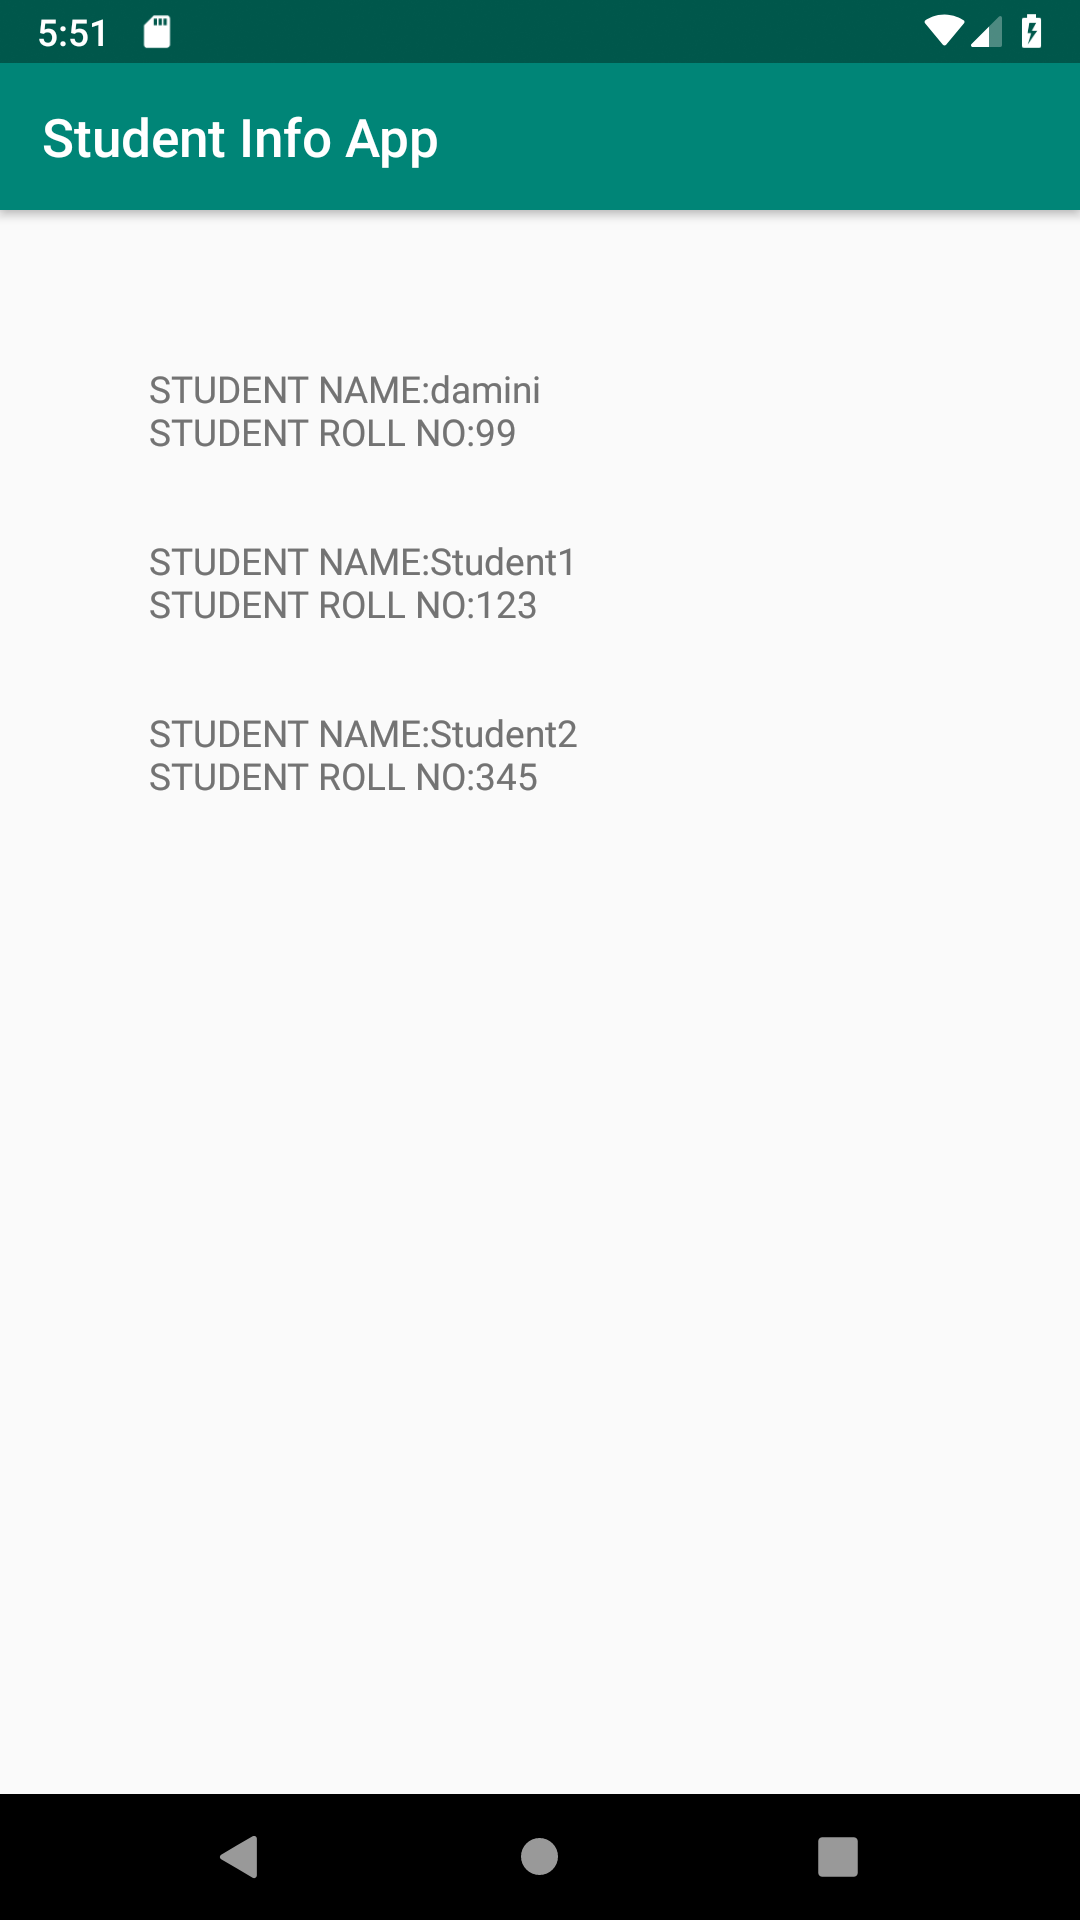 5:51
Student Info App
STUDENT NAME:damini
STUDENT ROLL NO:99
STUDENT NAME:Student1
STUDENT ROLL NO:123
STUDENT NAME:Student2
STUDENT ROLL NO:345